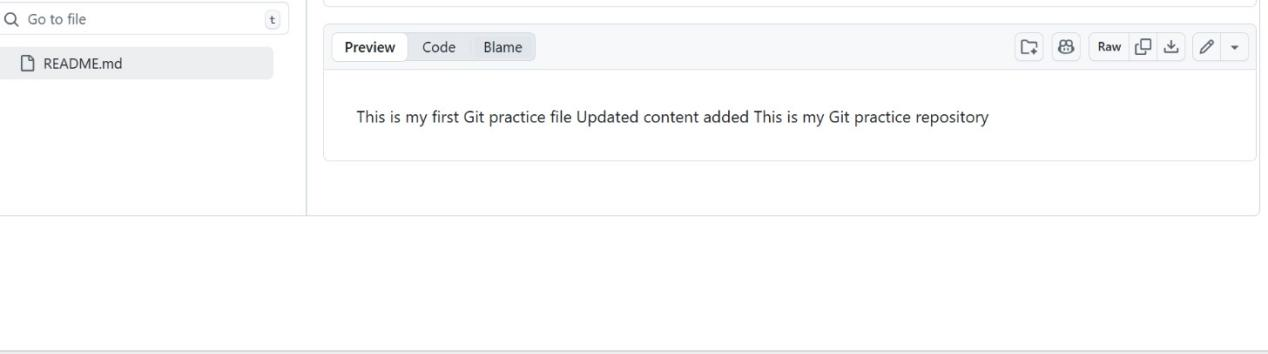 Go to file
t
README.md
Preview
Code
Blame
Raw
This is my first Git practice file Updated content added This is my Git practice repository